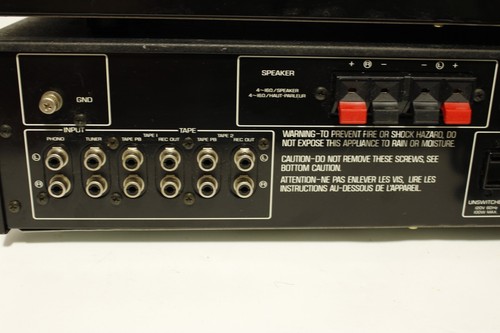 GND
SPEAKER
4~16Ω/SPEAKER
4~16Ω/HAUT-PARLEUR
+ R - - L +
INPUT TAPE
TAPE 1 TAPE 2
PHONO TUNER TAPE PB REC OUT TAPE PB REC OUT
L L
R R
WARNING-TO PREVENT FIRE OR SHOCK HAZARD, DO
NOT EXPOSE THIS APPLIANCE TO RAIN OR MOISTURE.
CAUTION-DO NOT REMOVE THESE SCREWS, SEE
BOTTOM CAUTION.
ATTENTION-NE PAS ENLEVER LES VIS, LIRE LES
INSTRUCTIONS AU-DESSOUS DE L'APPAREIL.
UNSWITCHE
120V 60Hz